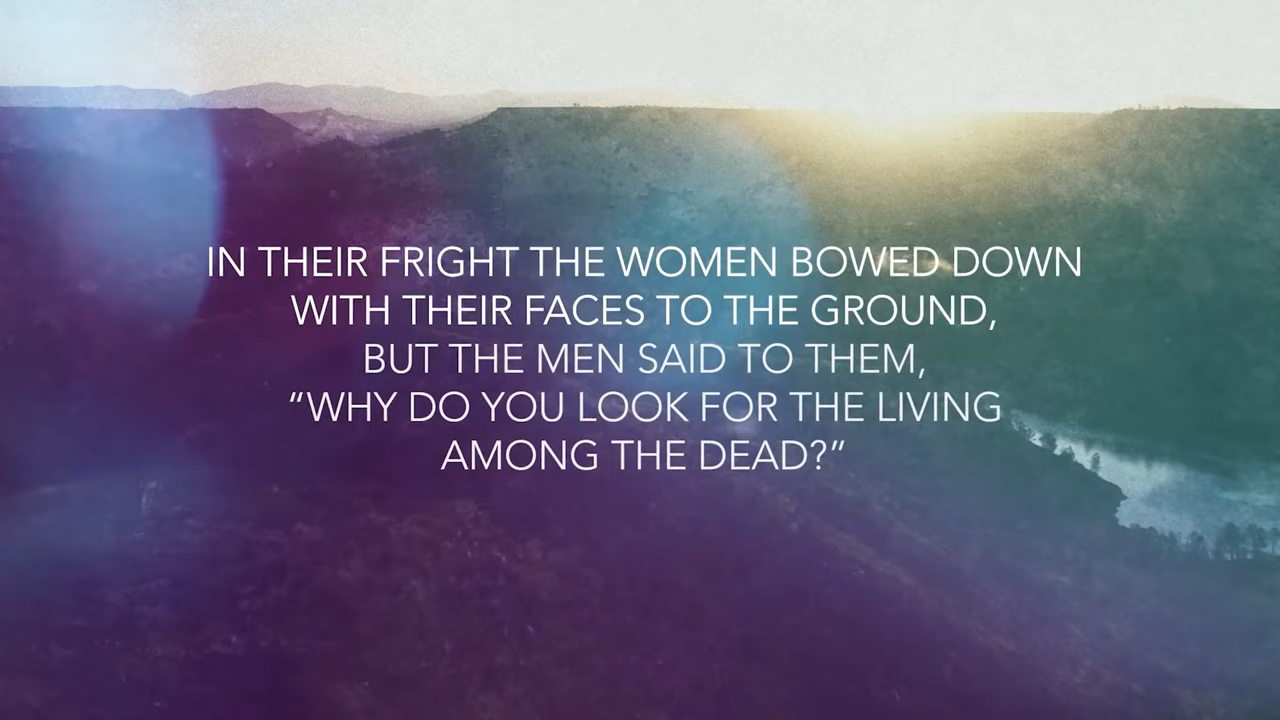 IN THEIR FRIGHT THE WOMEN BOWED DOWN
WITH THEIR FACES TO THE GROUND,
BUT THE MEN SAID TO THEM,
“WHY DO YOU LOOK FOR THE LIVING
AMONG THE DEAD?”